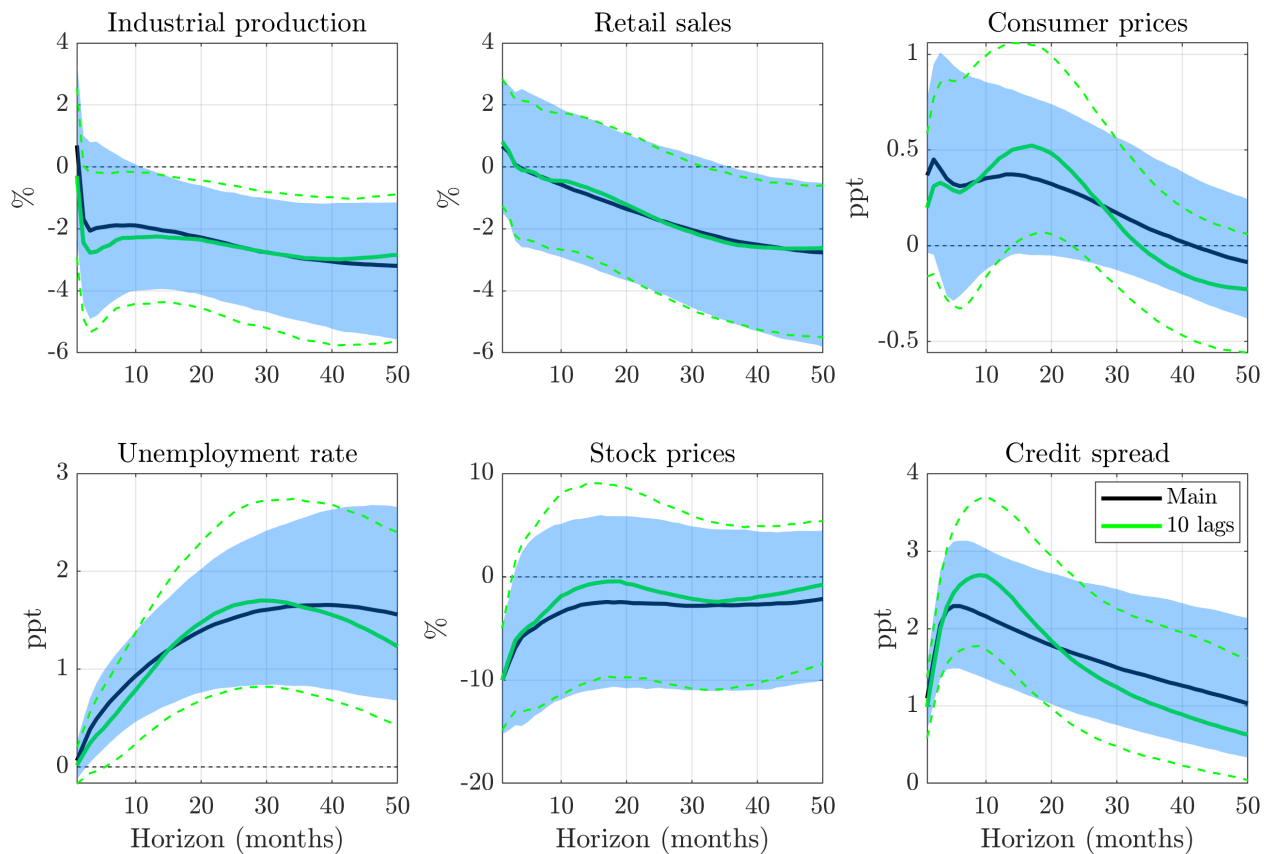 Industrial production
4
2
0
-2
-4
-6
%
10 20 30 40 50
Retail sales
4
2
0
-2
-4
-6
%
10 20 30 40 50
Consumer prices
1
0.5
0
-0.5
ppt
10 20 30 40 50
Unemployment rate
3
2
1
0
ppt
10 20 30 40 50
Horizon (months)
Stock prices
10
0
-10
-20
%
10 20 30 40 50
Horizon (months)
Credit spread
4
3
2
1
0
ppt
Main
10 lags
10 20 30 40 50
Horizon (months)